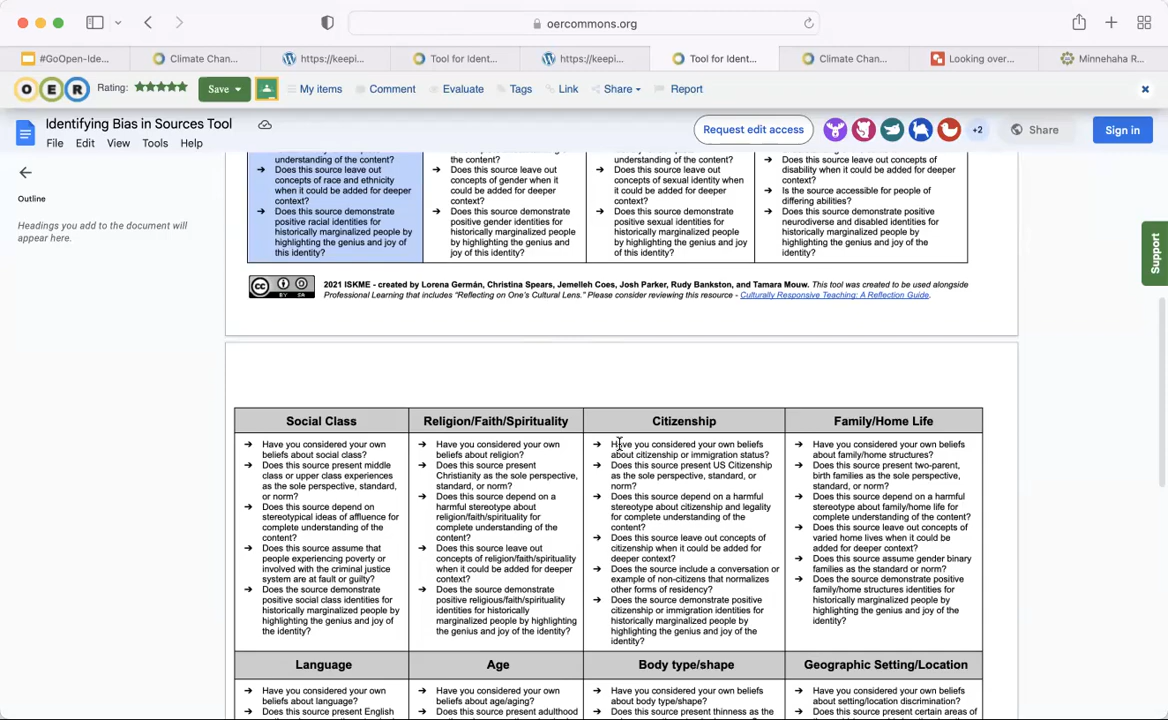 oercommons.org
#GoOpen-Ide...
Climate Chan...
https://keepi...
Tool for Ident...
https://keepi...
Tool for Ident...
Climate Chan...
Looking over...
Minnehaha R...
O E R
Rating:
Save
My items
Comment
Evaluate
Tags
Link
Share
Report
Identifying Bias in Sources Tool
File Edit View Tools Help
Request edit access
+2
Share
Sign in
Outline
Headings you add to the document will
appear here.
Support
understanding of the content?
➔ Does this source leave out
concepts of race and ethnicity
when it could be added for deeper
context?
➔ Does this source demonstrate
positive racial identities for
historically marginalized people by
highlighting the genius and joy of
this identity?
the content?
➔ Does this source leave out
concepts of gender when it
could be added for deeper
context?
➔ Does this source demonstrate
positive gender identities for
historically marginalized
people by highlighting the
genius and joy of this
identity?
understanding of the content?
➔ Does this source leave out
concepts of sexual identity when
it could be added for deeper
context?
➔ Does this source demonstrate
positive sexual identity for
historically marginalized people
by highlighting the genius and joy
of this identity?
➔ Does this source leave out concepts of
disability when it could be added for deeper
context?
➔ Is the source accessible for people of
differing abilities?
➔ Does this source demonstrate positive
neurodiverse and disabled identities for
historically marginalized people by
highlighting the genius and joy of this
identity?
cc BY SA
2021 ISKME - created by Lorena Germán, Christina Spears, Jemelleh Coes, Josh Parker, Rudy Bankston, and Tamara Mouw. This tool was created to be used alongside
Professional Learning that includes “Reflecting on One’s Cultural Lens.” Please consider reviewing this resource - Culturally Responsive Teaching: A Reflection Guide.
Social Class
➔ Have you considered your own
beliefs about social class?
➔ Does this source present middle
class or upper class experiences
as the sole perspective, standard,
or norm?
➔ Does this source depend on
stereotypical ideas of affluence for
complete understanding of the
content?
➔ Does this source assume that
people experiencing poverty or
involved with the criminal justice
system are at fault or guilty?
➔ Does the source demonstrate
positive social class identities for
historically marginalized people by
highlighting the genius and joy of
the identity?
Religion/Faith/Spirituality
➔ Have you considered your own
beliefs about religion?
➔ Does this source present
Christianity as the sole perspective,
standard, or norm?
➔ Does this source depend on a
harmful stereotype about
religion/faith/spirituality for
complete understanding of the
content?
➔ Does this source leave out
concepts of religion/faith/spirituality
when it could be added for deeper
context?
➔ Does the source demonstrate
positive religious/faith/spirituality
identities for historically
marginalized people by highlighting
the genius and joy of the identity?
Citizenship
➔ Have you considered your own beliefs
about citizenship or immigration status?
➔ Does this source present US Citizenship
as the sole perspective, standard, or
norm?
➔ Does this source depend on a harmful
stereotype about citizenship and legality
for complete understanding of the
content?
➔ Does this source leave out concepts of
citizenship when it could be added for
deeper context?
➔ Does the source include a conversation or
example of non-citizens that normalizes
other forms of residency?
➔ Does the source demonstrate positive
citizenship or immigration identities for
historically marginalized people by
highlighting the genius and joy of the
identity?
Family/Home Life
➔ Have you considered your own beliefs
about family/home structures?
➔ Does this source present two-parent,
birth families as the sole perspective,
standard, or norm?
➔ Does this source depend on a harmful
stereotype about family/home life for
complete understanding of the content?
➔ Does this source leave out concepts of
varied home lives when it could be
added for deeper context?
➔ Does this source assume gender binary
families as the standard or norm?
➔ Does the source demonstrate positive
family/home structures identities for
historically marginalized people by
highlighting the genius and joy of the
identity?
Language
➔ Have you considered your own
beliefs about language?
➔ Does this source present English
Age
➔ Have you considered your own
beliefs about age/aging?
➔ Does this source present adulthood
Body type/shape
➔ Have you considered your own beliefs
about body type/shape?
➔ Does this source present thinness as the
Geographic Setting/Location
➔ Have you considered your own beliefs
about setting/location discrimination?
➔ Does this source present certain areas of